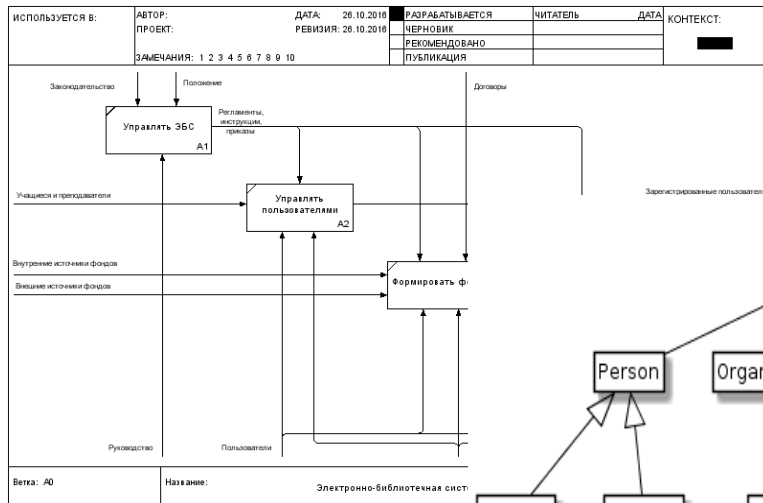 ИСПОЛЬЗУЕТСЯ В:
АВТОР:
ДАТА: 26.10.2016
ПРОЕКТ:
РЕВИЗИЯ: 26.10.2016
ЗАМЕЧАНИЯ: 1 2 3 4 5 6 7 8 9 10
РАЗРАБАТЫВАЕТСЯ
ЧЕРНОВИК
РЕКОМЕНДОВАНО
ПУБЛИКАЦИЯ
ЧИТАТЕЛЬ
ДАТА
КОНТЕКСТ:
Законодательство
Положение
Договоры
Управлять ЭБС
A1
Регламенты,
инструкции,
приказы
Учащиеся и преподаватели
Управлять
пользователями
A2
Зарегистрированные
Внутренние источники фондов
Внешние источники фондов
Формировать
Person
Руководство
Пользователи
Ветка: A0
Название:
Электронно-библиотечная